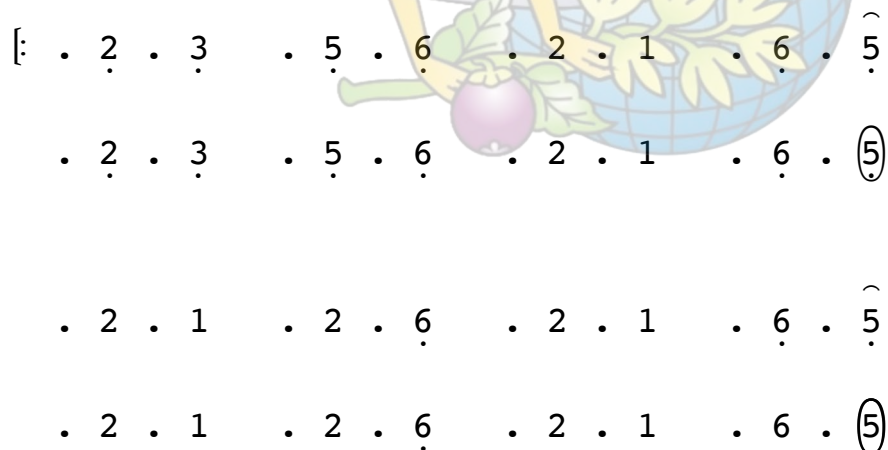 [: . 2̣ . 3̣ . 5̣ . 6̣ . 2 . 1 . 6̣ . 5̣̑
. 2̣ . 3̣ . 5̣ . 6̣ . 2 . 1 . 6̣ . (5̣)
. 2 . 1 . 2 . 6̣ . 2 . 1 . 6̣ . 5̣̑
. 2 . 1 . 2 . 6̣ . 2 . 1 . 6 . (5)